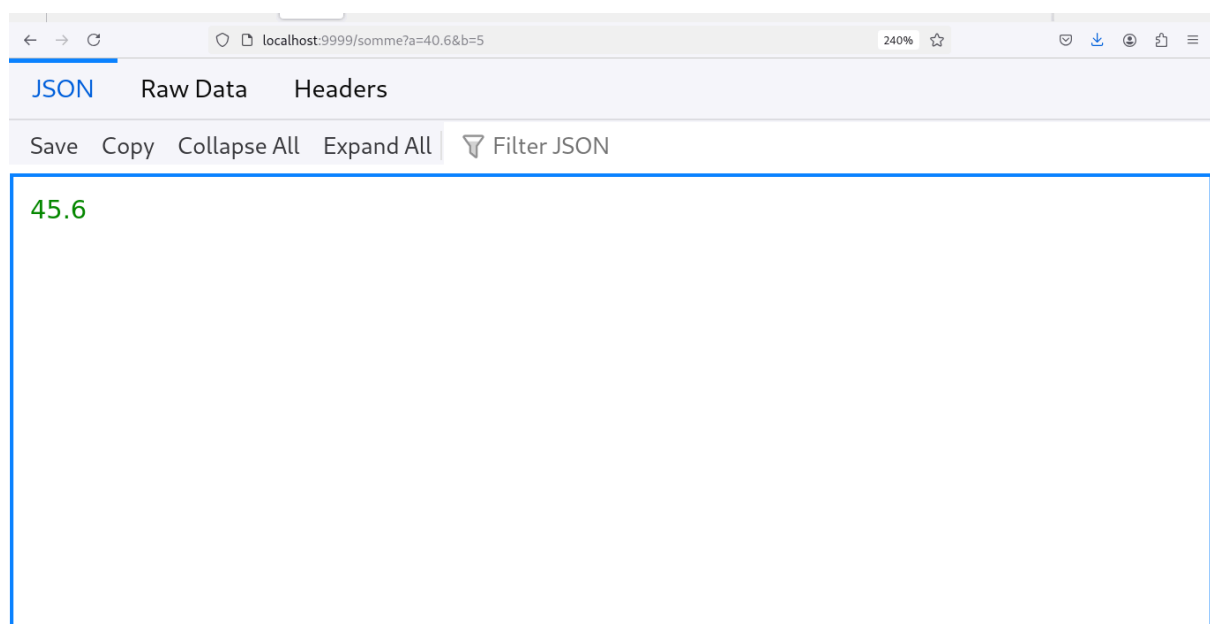 localhost:9999/somme?a=40.6&b=5 240%
JSON Raw Data Headers
Save Copy Collapse All Expand All Filter JSON
45.6